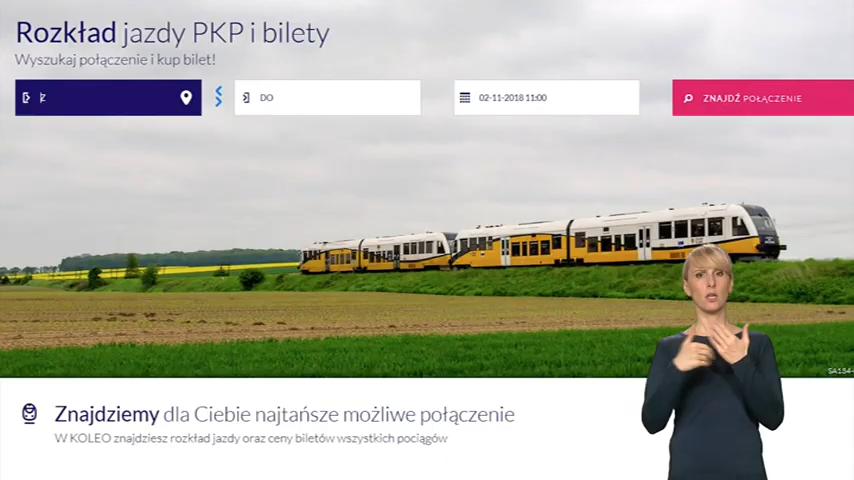 Rozkład jazdy PKP i bilety
Wyszukaj połączenie i kup bilet!
Z
DO
02-11-2018 11:00
ZNAJDŹ POŁĄCZENIE
Znajdziemy dla Ciebie najtańsze możliwe połączenie
W KOLEO znajdziesz rozkład jazdy oraz ceny biletów wszystkich pociągów